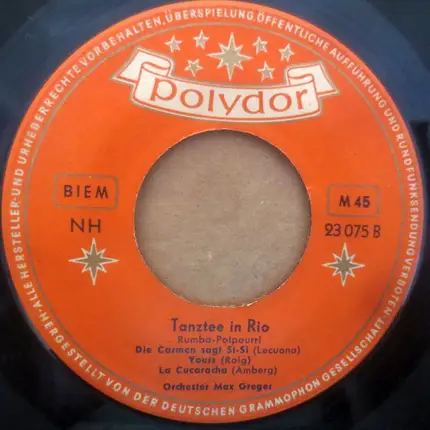 ALLE HERSTELLER-UND URHEBERRECHTE VORBEHALTEN, ÜBERSPIELUNG, ÖFFENTLICHE AUFFÜHRUNG UND RUNDFUNKSENDUNG VERBOTEN
polydor
BIEM
M 45
NH
23 075 B
Tanztee in Rio
Rumba-Potpourri
Die Carmen sagt Si-Si (Lecuona)
Yours (Roig)
La Cucaracha (Amberg)
Orchester Max Greger
HERGESTELLT VON DER DEUTSCHEN GRAMMOPHON GESELLSCHAFT